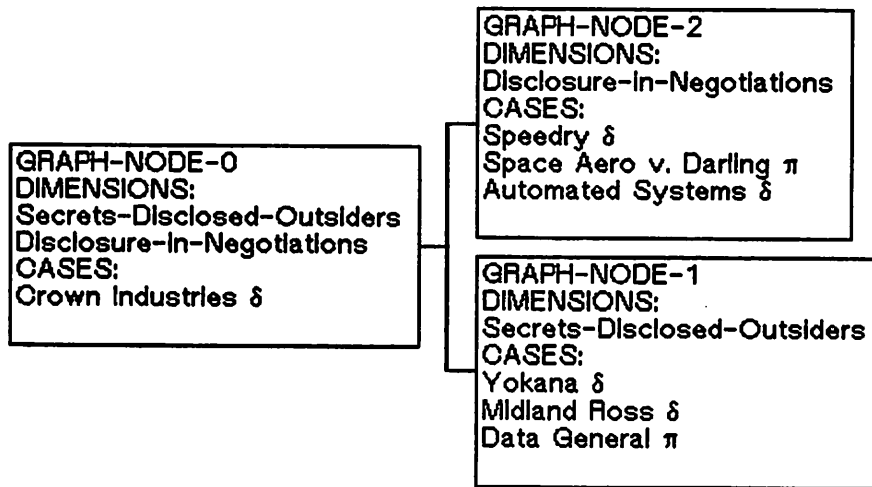 GRAPH-NODE-0
DIMENSIONS:
Secrets-Disclosed-Outsiders
Disclosure-in-Negotiations
CASES:
Crown Industries δ
GRAPH-NODE-2
DIMENSIONS:
Disclosure-in-Negotiations
CASES:
Speedry δ
Space Aero v. Darling π
Automated Systems δ
GRAPH-NODE-1
DIMENSIONS:
Secrets-Disclosed-Outsiders
CASES:
Yokana δ
Midland Ross δ
Data General π